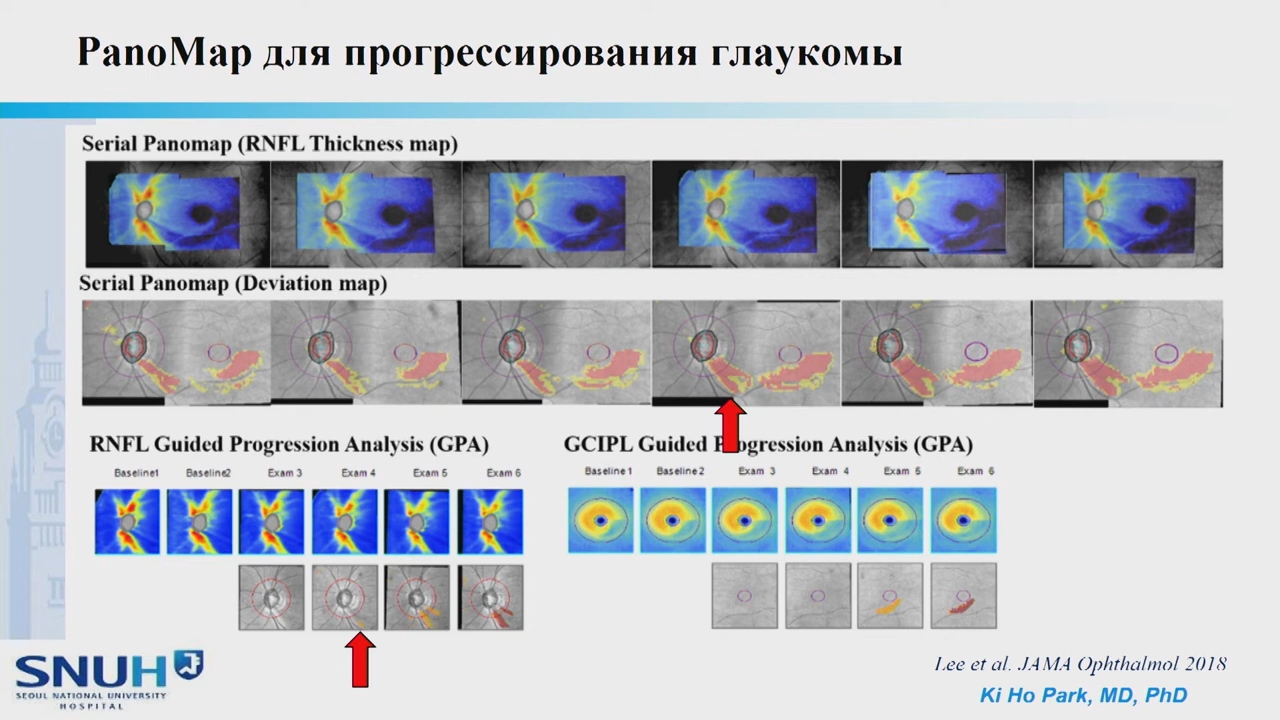 PanoMap для прогрессирования глаукомы
Serial Panomap (RNFL Thickness map)
Serial Panomap (Deviation map)
RNFL Guided Progression Analysis (GPA)
Baseline1 Baseline2 Exam 3 Exam 4 Exam 5 Exam 6
GCIPL Guided Progression Analysis (GPA)
Baseline 1 Baseline 2 Exam 3 Exam 4 Exam 5 Exam 6
SNUH
SEOUL NATIONAL UNIVERSITY
HOSPITAL
Lee et al. JAMA Ophthalmol 2018
Ki Ho Park, MD, PhD